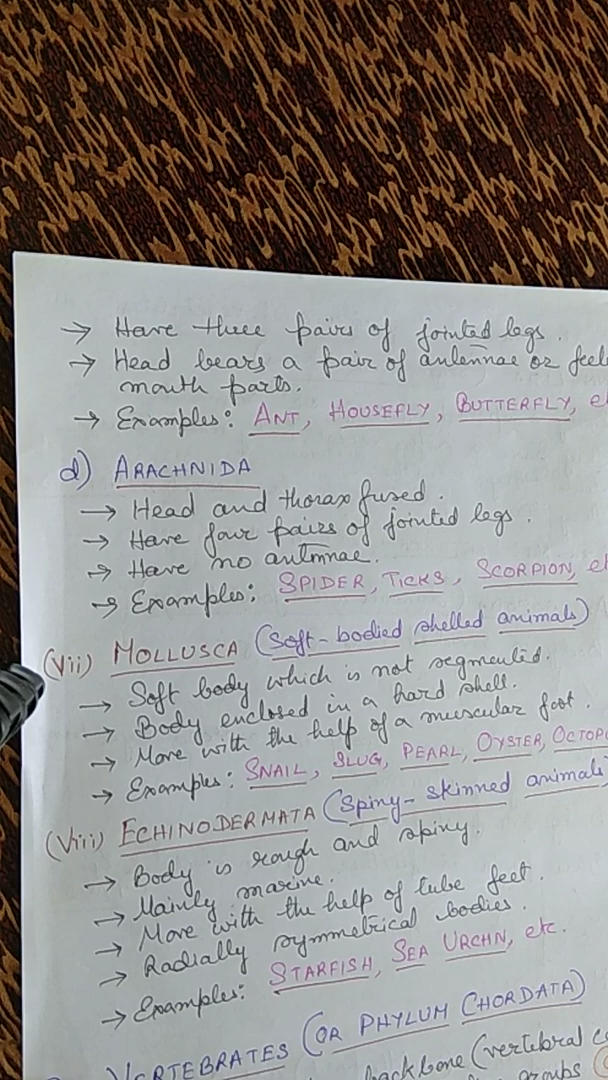 → Have three pairs of jointed legs.
→ Head bears a pair of antennae or
mouth parts.
→ Examples: ANT, HOUSEFLY, BUTTERFLY,
d) ARACHNIDA
→ Head and thorax fused.
→ Have four pairs of jointed legs.
→ Have no antennae.
→ Examples: SPIDER, TICKS, SCORPION,
(vii) MOLLUSCA (Soft-bodied shelled animals)
→ Soft body which is not segmented.
→ Body enclosed in a hard shell.
→ Move with the help of a muscular foot.
→ Examples: SNAIL, SLUG, PEARL, OYSTER,
(viii) ECHINODERMATA (Spiny-skinned animals
→ Body is rough and spiny.
→ Mainly marine.
→ Move with the help of tube feet.
→ Radially symmetrical bodies.
→ Examples: STARFISH, SEA URCHN, etc.
VERTEBRATES (OR PHYLUM CHORDATA)
backbone (vertebral
groups